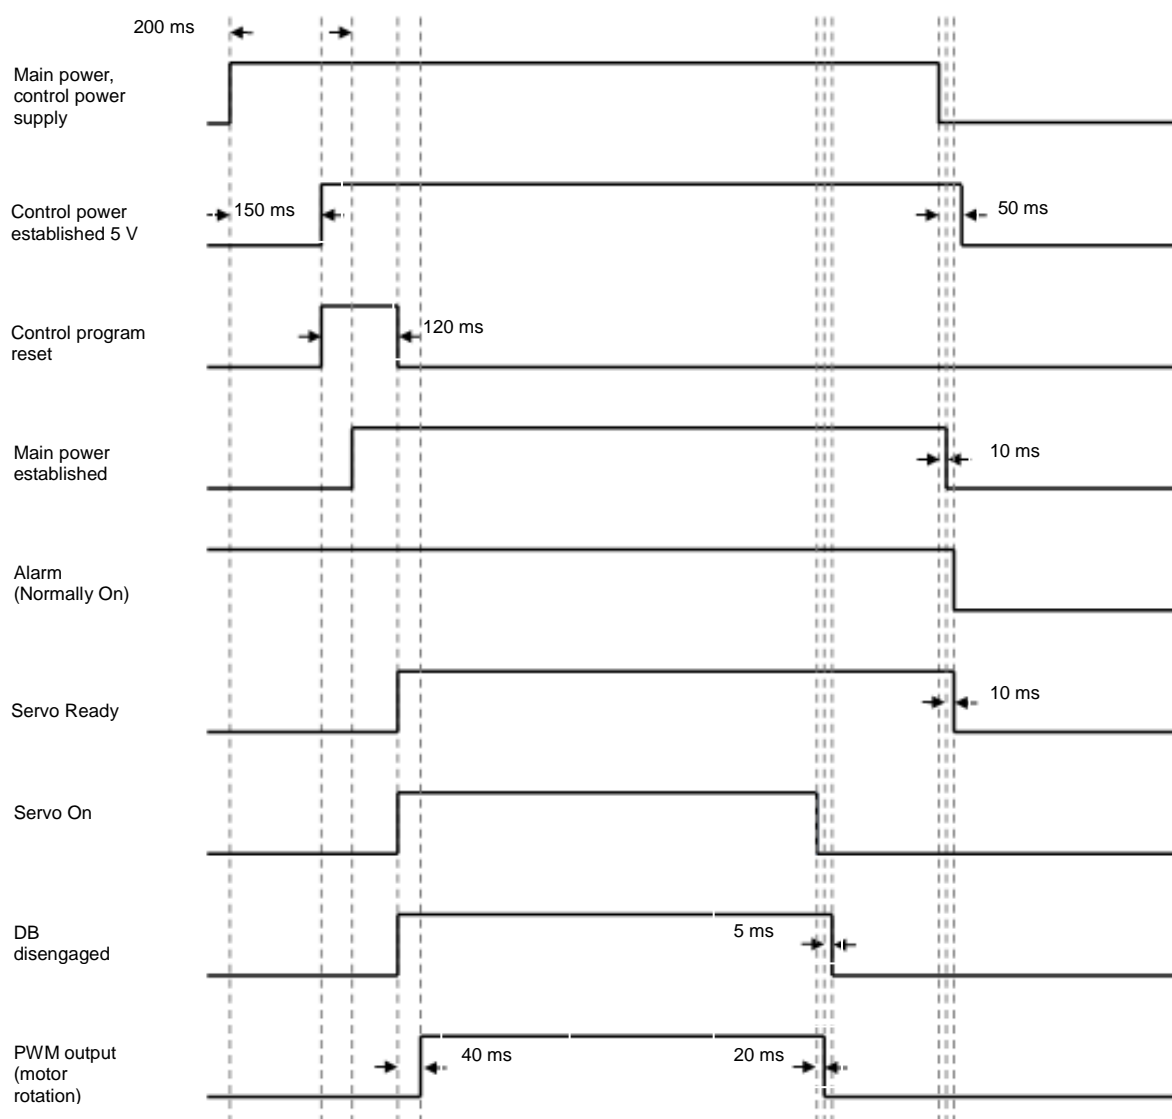 200 ms
Main power,
control power
supply
Control power
established 5 V
150 ms
50 ms
Control program
reset
120 ms
Main power
established
10 ms
Alarm
(Normally On)
Servo Ready
10 ms
Servo On
DB
disengaged
5 ms
PWM output
(motor
rotation)
40 ms
20 ms